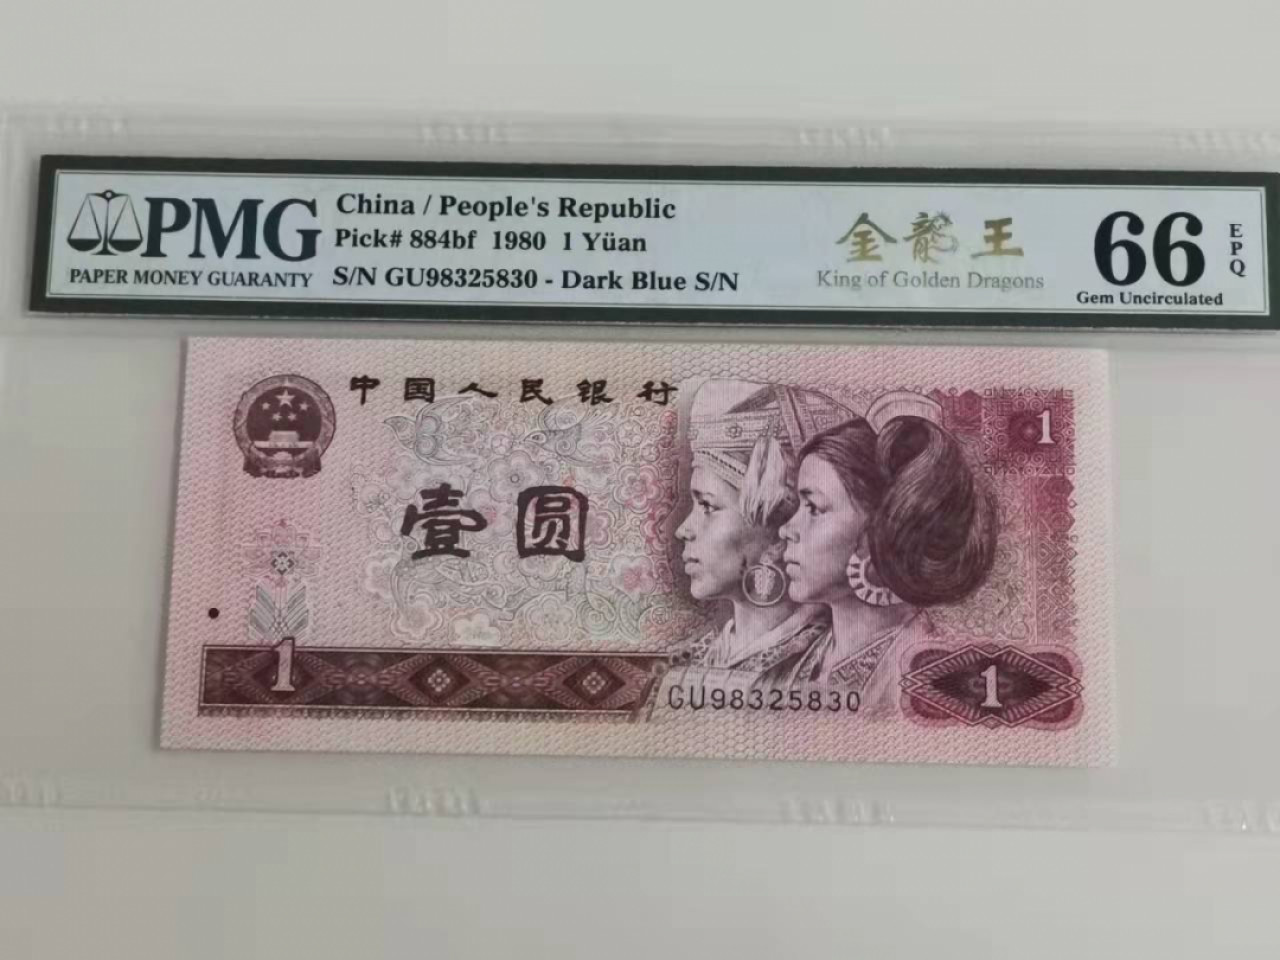 PMG
PAPER MONEY GUARANTY
China / People's Republic
Pick# 884bf 1980 1 Yüan
S/N GU98325830 - Dark Blue S/N
金龍王
King of Golden Dragons
66
EPQ
Gem Uncirculated
中国人民银行
1
壹圆
1
GU98325830
1